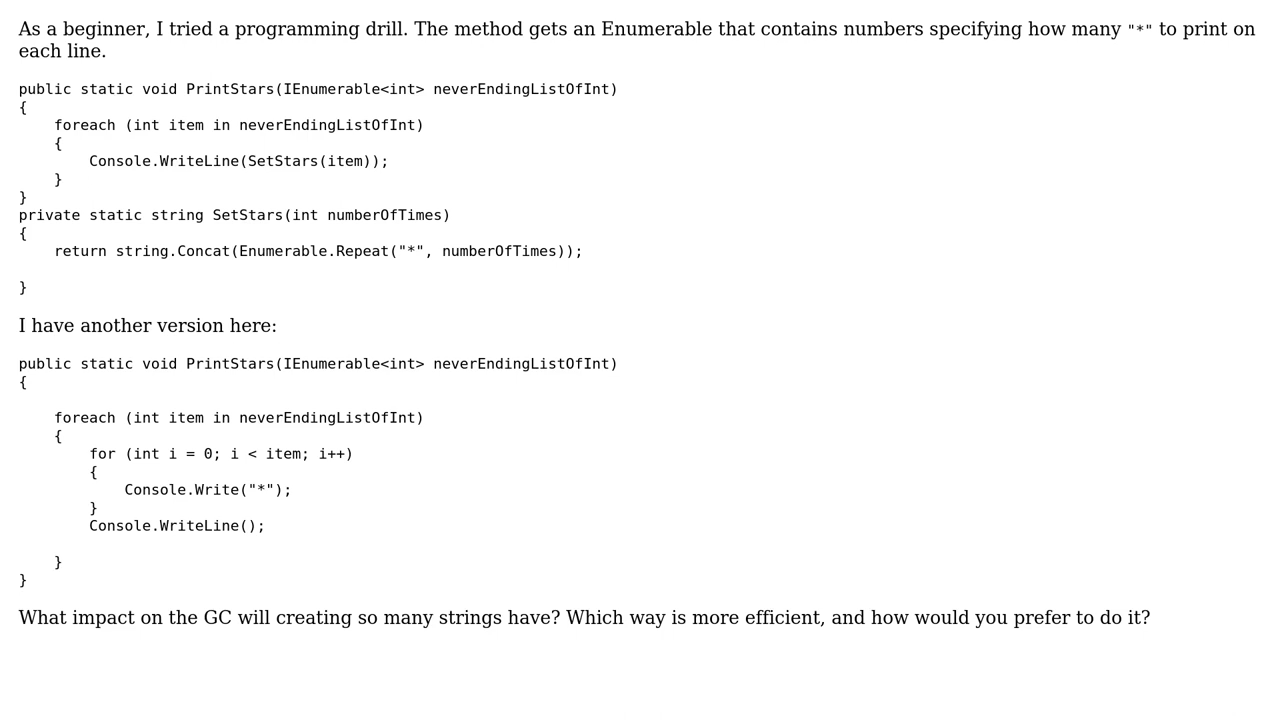 As a beginner, I tried a programming drill. The method gets an Enumerable that contains numbers specifying how many "*" to print on
each line.
public static void PrintStars(IEnumerable<int> neverEndingListOfInt)
{
    foreach (int item in neverEndingListOfInt)
    {
        Console.WriteLine(SetStars(item));
    }
}
private static string SetStars(int numberOfTimes)
{
    return string.Concat(Enumerable.Repeat("*", numberOfTimes));

}
I have another version here:
public static void PrintStars(IEnumerable<int> neverEndingListOfInt)
{

    foreach (int item in neverEndingListOfInt)
    {
        for (int i = 0; i < item; i++)
        {
            Console.Write("*");
        }
        Console.WriteLine();

    }
}
What impact on the GC will creating so many strings have? Which way is more efficient, and how would you prefer to do it?